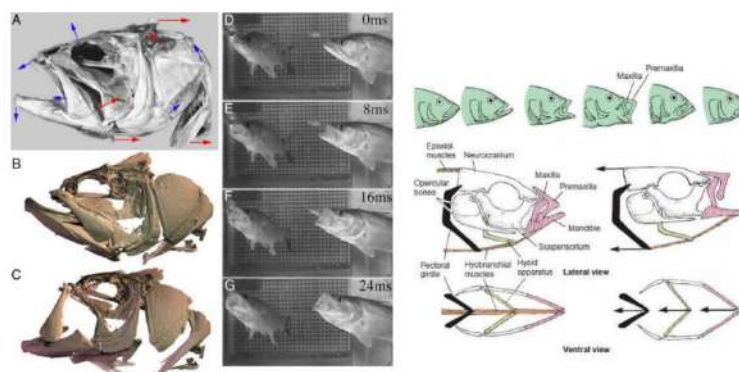 A
B
C
D
0ms
E
8ms
F
16ms
G
24ms
Maxilla
Premaxilla
Epaxial
muscles
Neurocranium
Opercular
bones
Maxilla
Premaxilla
Mandible
Suspensorium
Pectoral
girdle
Hyobranchial
muscles
Hyoid
apparatus
Lateral view
Ventral view